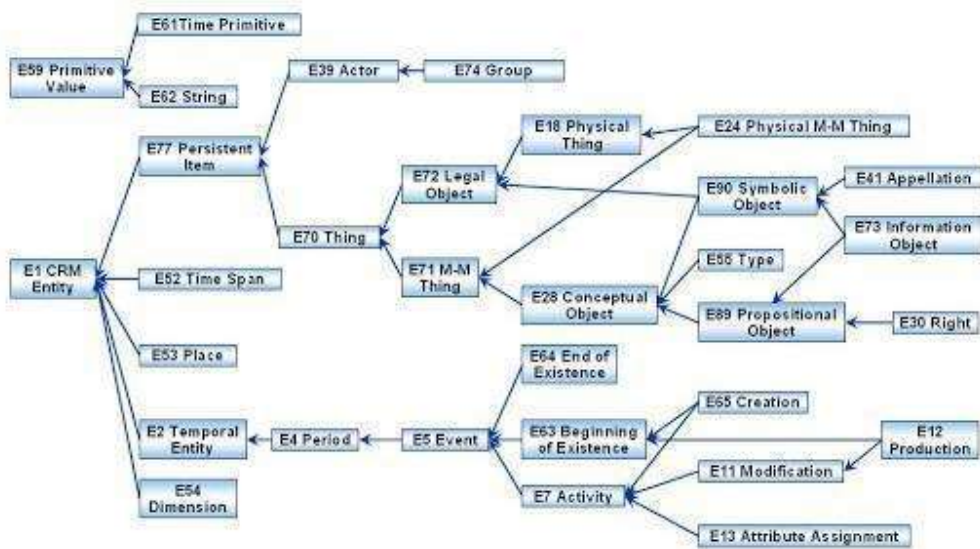 E61Time Primitive
E59 Primitive
Value
E62 String
E39 Actor
E74 Group
E77 Persistent
Item
E18 Physical
Thing
E24 Physical M-M Thing
E72 Legal
Object
E90 Symbolic
Object
E41 Appellation
E70 Thing
E73 Information
Object
E1 CRM
Entity
E52 Time Span
E71 M-M
Thing
E55 Type
E28 Conceptual
Object
E89 Propositional
Object
E30 Right
E53 Place
E64 End of
Existence
E65 Creation
E2 Temporal
Entity
E4 Period
E5 Event
E63 Beginning
of Existence
E12
Production
E11 Modification
E54
Dimension
E7 Activity
E13 Attribute Assignment